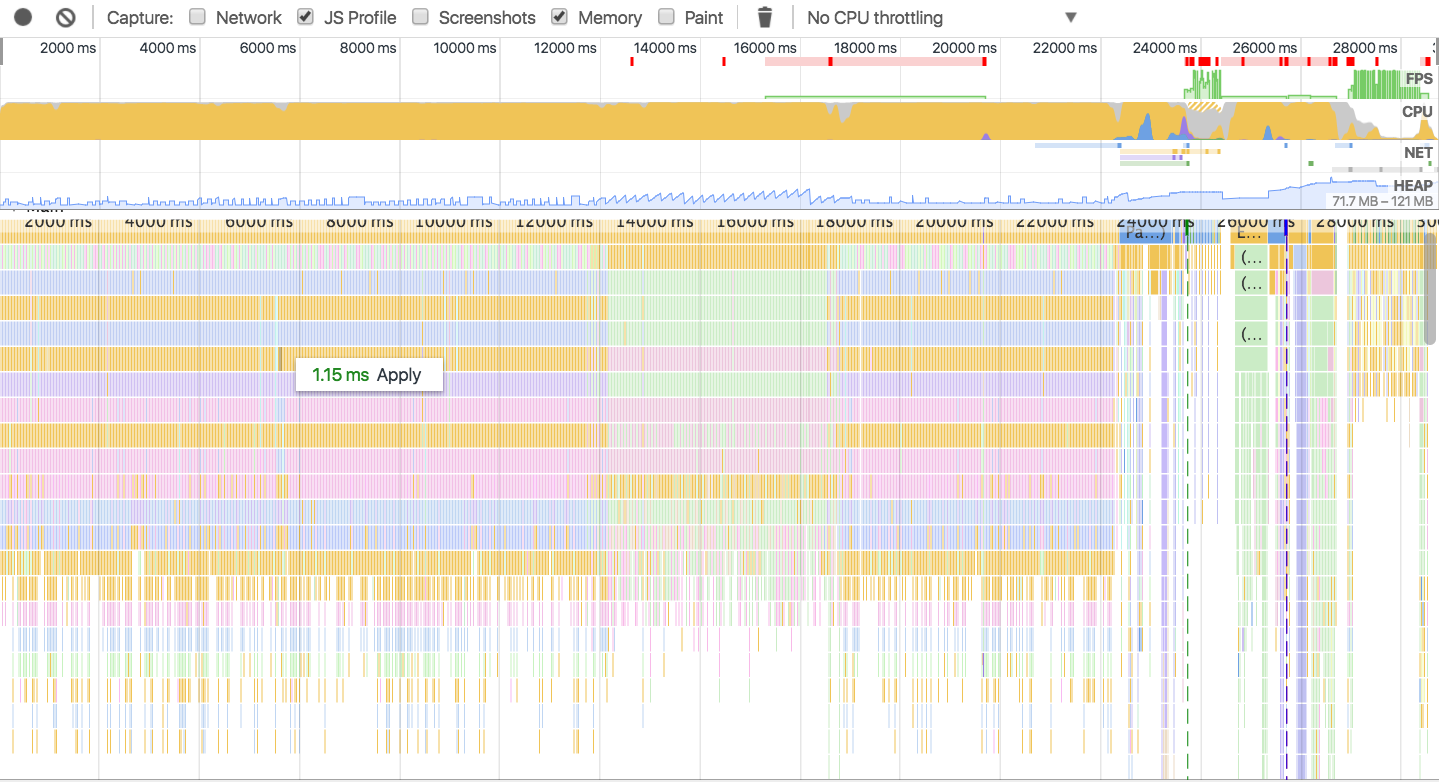 Capture: Network JS Profile Screenshots Memory Paint No CPU throttling
2000 ms 4000 ms 6000 ms 8000 ms 10000 ms 12000 ms 14000 ms 16000 ms 18000 ms 20000 ms 22000 ms 24000 ms 26000 ms 28000 ms
FPS
CPU
NET
HEAP
71.7 MB – 121 MB
Main
2000 ms 4000 ms 6000 ms 8000 ms 10000 ms 12000 ms 14000 ms 16000 ms 18000 ms 20000 ms 22000 ms 24000 ms 26000 ms 28000 ms 300
Pa...) E...
(...
(...
(...
1.15 ms Apply